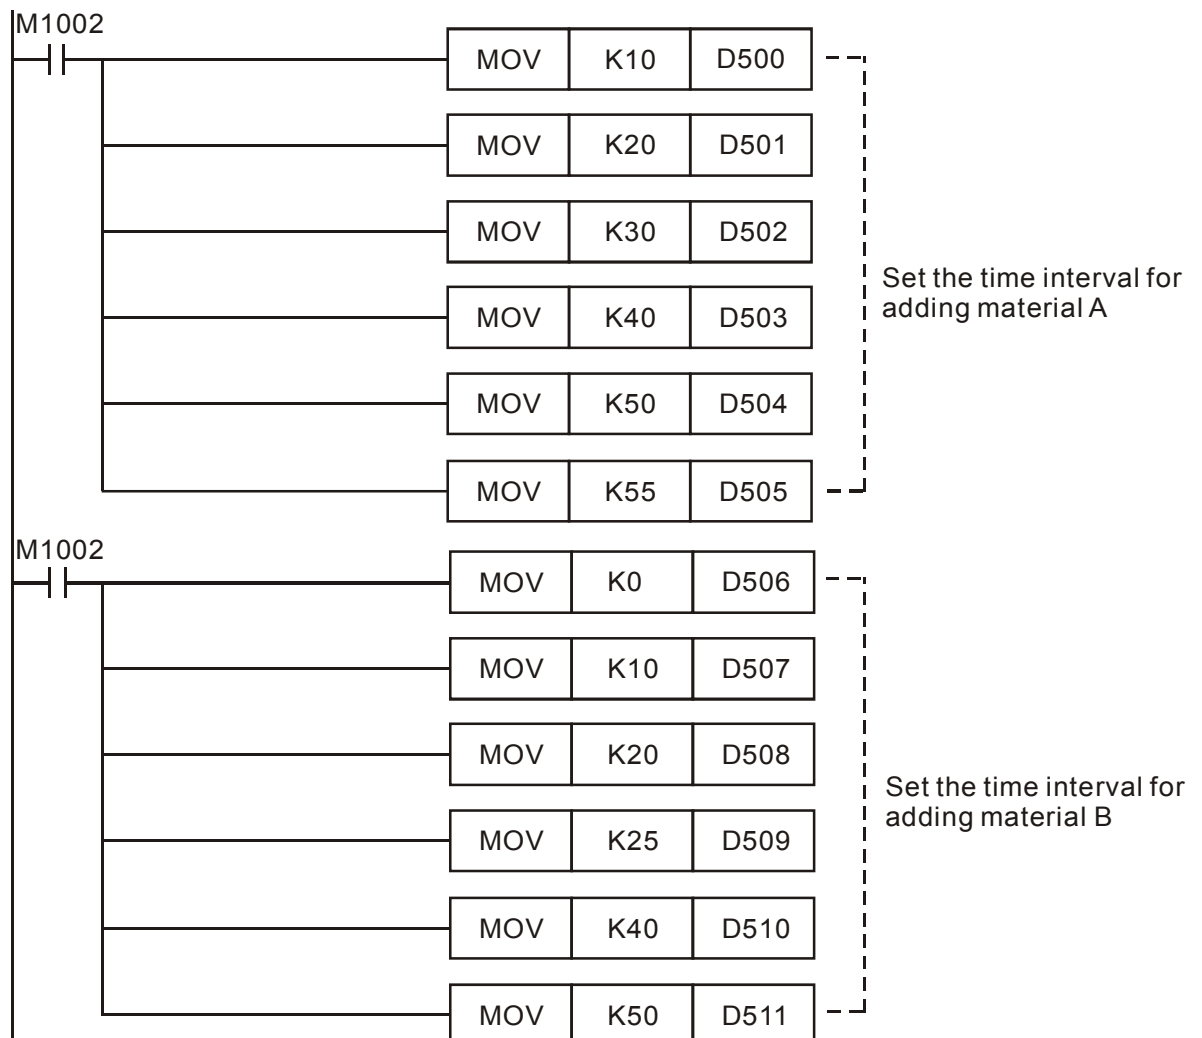 M1002
MOV K10 D500
MOV K20 D501
MOV K30 D502
Set the time interval for
adding material A
MOV K40 D503
MOV K50 D504
MOV K55 D505
M1002
MOV K0 D506
MOV K10 D507
MOV K20 D508
Set the time interval for
adding material B
MOV K25 D509
MOV K40 D510
MOV K50 D511